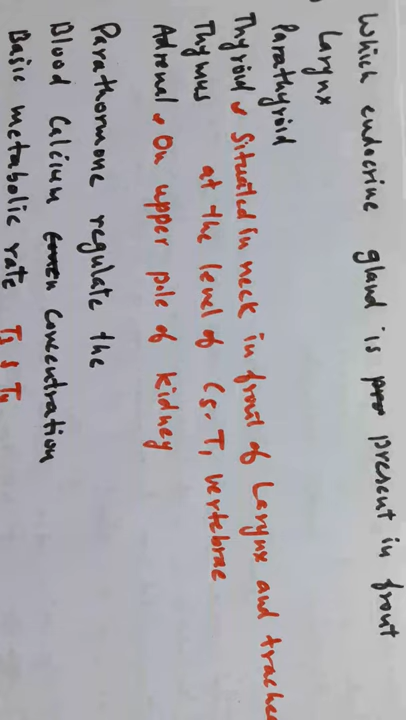 Which endocrine gland is present in front
Larynx
Parathyroid
Thyroid → Situated in neck in front of Larynx and trachea
Thymus at the level of C5-T1 vertebrae
Adrenal → On upper pole of kidney
Parathormone regulate the
Blood Calcium concentration
Basic metabolic rate T3 & T4